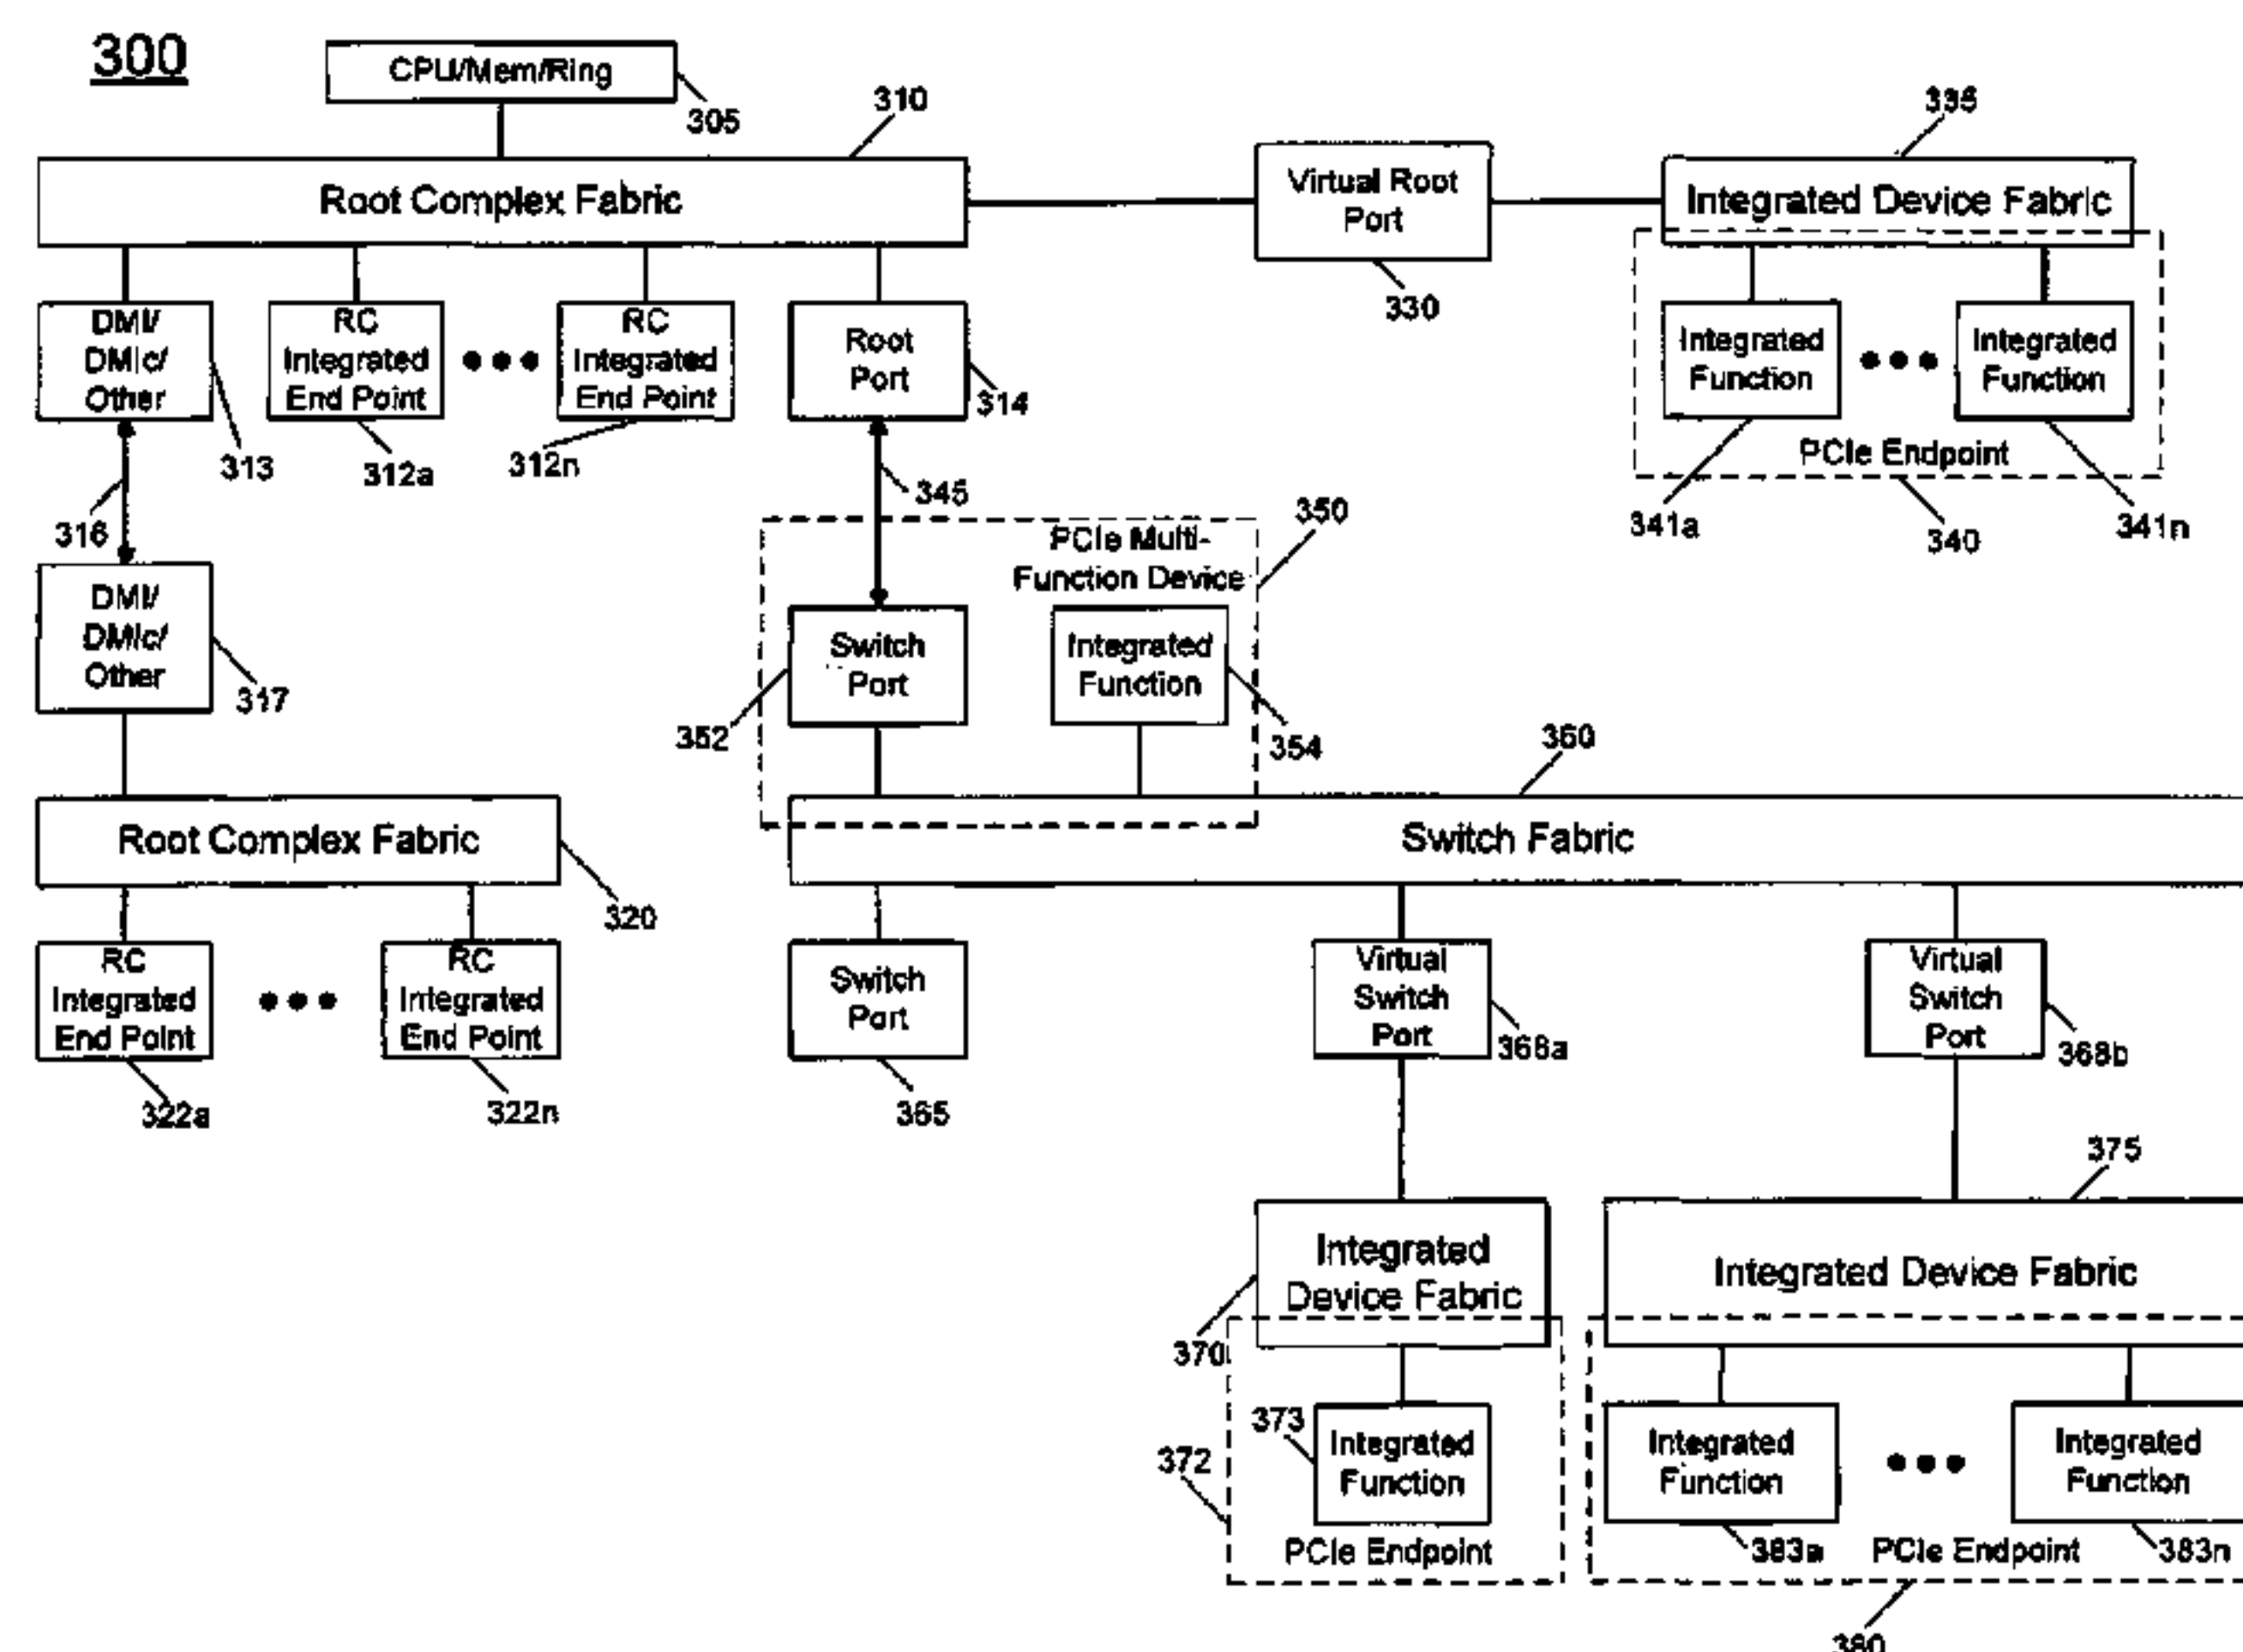 300
CPU/Mem/Ring
305
310
335
Root Complex Fabric
Virtual Root
Port
330
Integrated Device Fabric
DMI/
DMIc/
Other
313
RC
Integrated
End Point
312a
RC
Integrated
End Point
312n
Root
Port
314
Integrated
Function
341a
Integrated
Function
341n
PCIe Endpoint
340
316
345
350
PCIe Multi-
Function Device
DMI/
DMIc/
Other
317
Switch
Port
352
Integrated
Function
354
360
Root Complex Fabric
320
Switch Fabric
RC
Integrated
End Point
322a
RC
Integrated
End Point
322n
Switch
Port
365
Virtual
Switch
Port
368a
Virtual
Switch
Port
368b
375
Integrated
Device Fabric
370
Integrated Device Fabric
373
Integrated
Function
372
PCIe Endpoint
Integrated
Function
383a
Integrated
Function
383n
PCIe Endpoint
380